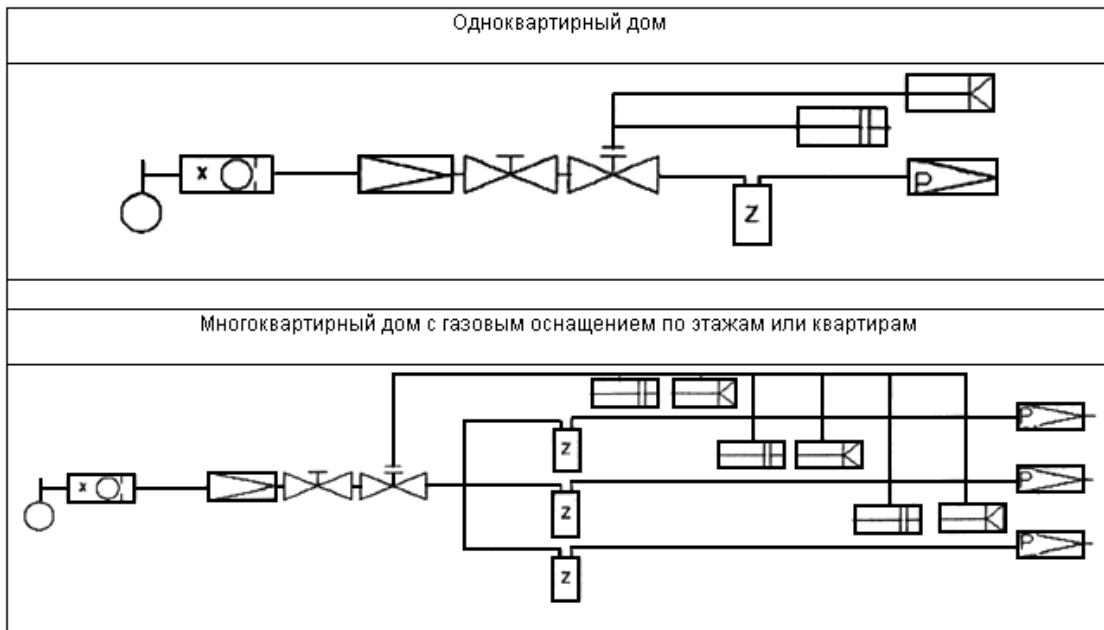 Одноквартирный дом
x
P
Z
Многоквартирный дом с газовым оснащением по этажам или квартирам
P
Z
x
P
Z
P
Z